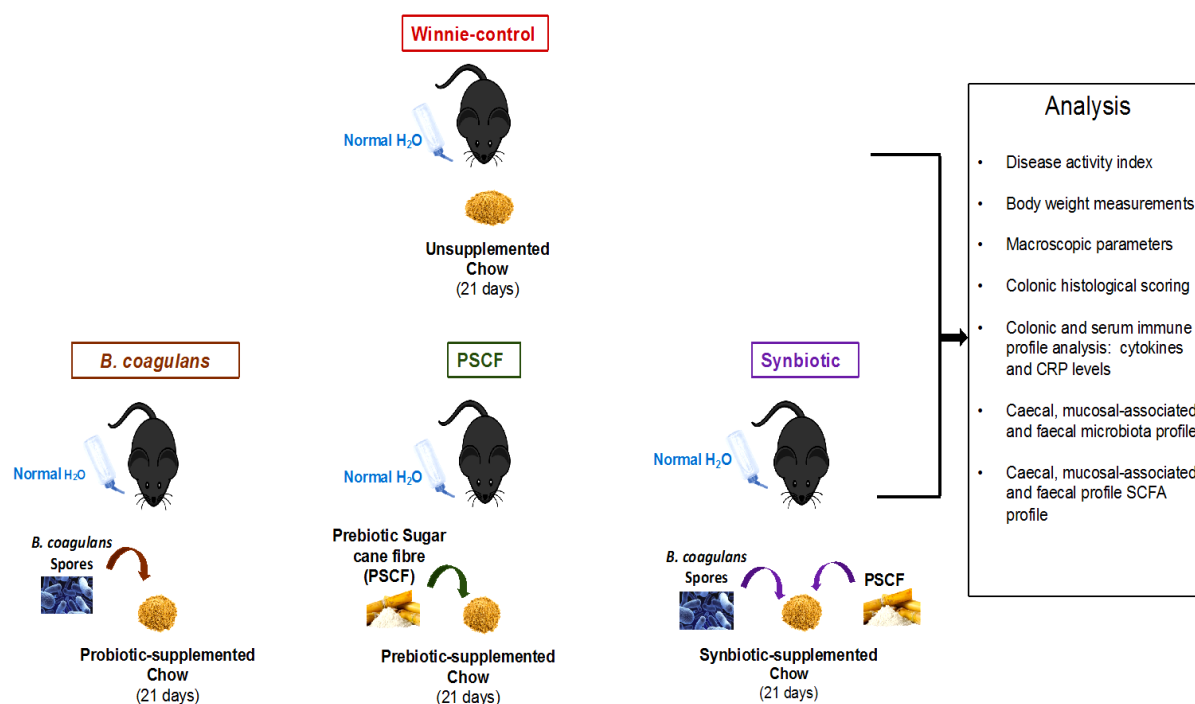 Winnie-control
Normal H₂O
Unsupplemented
Chow
(21 days)
B. coagulans
Normal H₂O
B. coagulans
Spores
Probiotic-supplemented
Chow
(21 days)
PSCF
Normal H₂O
Prebiotic Sugar
cane fibre
(PSCF)
Prebiotic-supplemented
Chow
(21 days)
Synbiotic
Normal H₂O
B. coagulans
Spores
PSCF
Synbiotic-supplemented
Chow
(21 days)
Analysis
• Disease activity index
• Body weight measurements
• Macroscopic parameters
• Colonic histological scoring
• Colonic and serum immune
profile analysis: cytokines
and CRP levels
• Caecal, mucosal-associated
and faecal microbiota profile
• Caecal, mucosal-associated
and faecal profile SCFA
profile